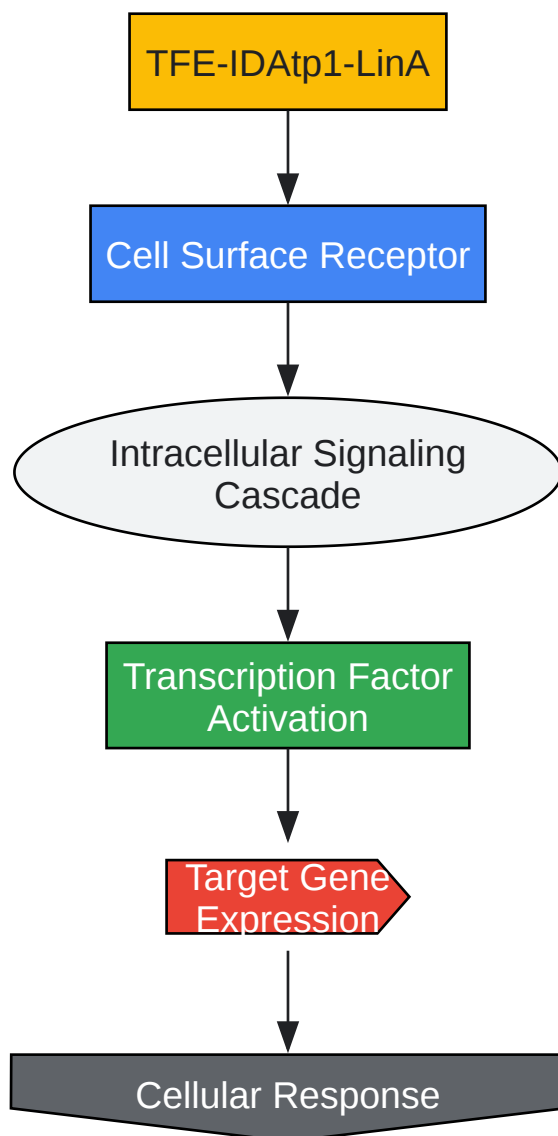 TFE-IDAtp1-LinA
Cell Surface Receptor
Intracellular Signaling
Cascade
Transcription Factor
Activation
Target Gene
Expression
Cellular Response